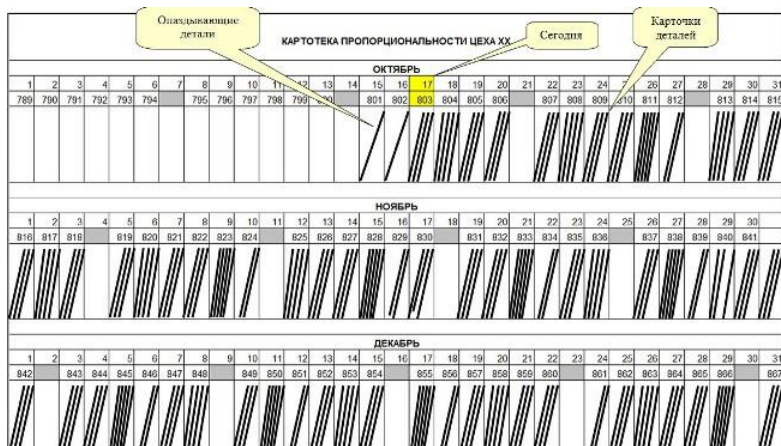 Опаздывающие
детали
КАРТОТЕКА ПРОПОРЦИОНАЛЬНОСТИ ЦЕХА XX
Сегодня
Карточки
деталей
ОКТЯБРЬ
1 2 3 4 5 6 7 8 9 10 11 12 13 14 15 16 17 18 19 20 21 22 23 24 25 26 27 28 29 30 31
789 790 791 792 793 794 795 796 797 798 799 801 802 803 804 805 806 807 808 809 810 811 812 813 814 815
НОЯБРЬ
1 2 3 4 5 6 7 8 9 10 11 12 13 14 15 16 17 18 19 20 21 22 23 24 25 26 27 28 29 30
816 817 818 819 820 821 822 823 824 825 826 827 828 829 830 831 832 833 834 835 836 837 838 839 840 841
ДЕКАБРЬ
1 2 3 4 5 6 7 8 9 10 11 12 13 14 15 16 17 18 19 20 21 22 23 24 25 26 27 28 29 30 31
842 843 844 845 846 847 848 849 850 851 852 853 854 855 856 857 858 859 860 861 862 863 864 865 866 867